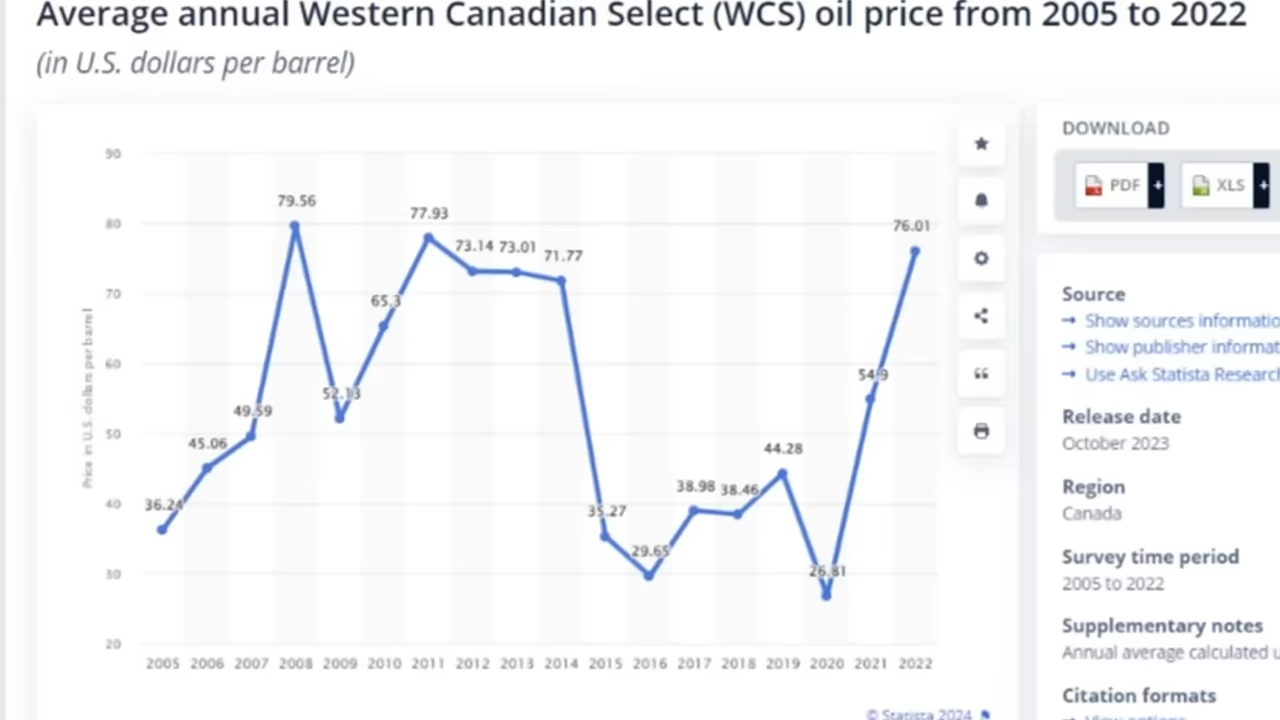 Average annual Western Canadian Select (WCS) oil price from 2005 to 2022
(in U.S. dollars per barrel)
DOWNLOAD
PDF +
XLS +
90
80
70
60
50
40
30
20
Price in U.S. dollars per barrel
36.24
45.06
49.59
79.56
52.13
65.3
77.93
73.14
73.01
71.77
35.27
29.65
38.98
38.46
44.28
26.81
54.9
76.01
2005 2006 2007 2008 2009 2010 2011 2012 2013 2014 2015 2016 2017 2018 2019 2020 2021 2022
© Statista 2024
Source
→ Show sources informatio
→ Show publisher informat
→ Use Ask Statista Research
Release date
October 2023
Region
Canada
Survey time period
2005 to 2022
Supplementary notes
Annual average calculated u
Citation formats